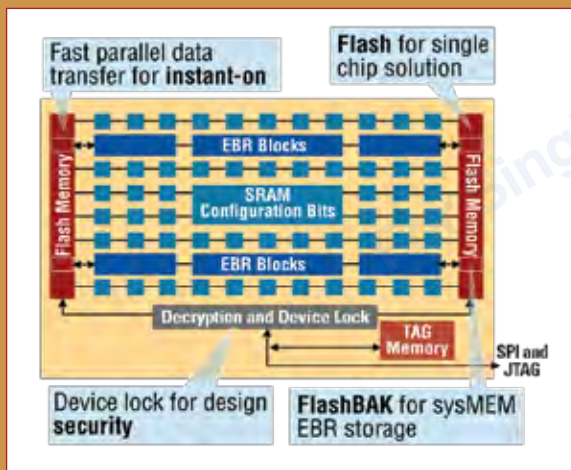 Fast parallel data
transfer for instant-on
Flash for single
chip solution
Flash Memory
EBR Blocks
SRAM
Configuration Bits
EBR Blocks
Flash Memory
Decryption and Device Lock
TAG
Memory
SPI and
JTAG
Device lock for design
security
FlashBAK for sysMEM
EBR storage